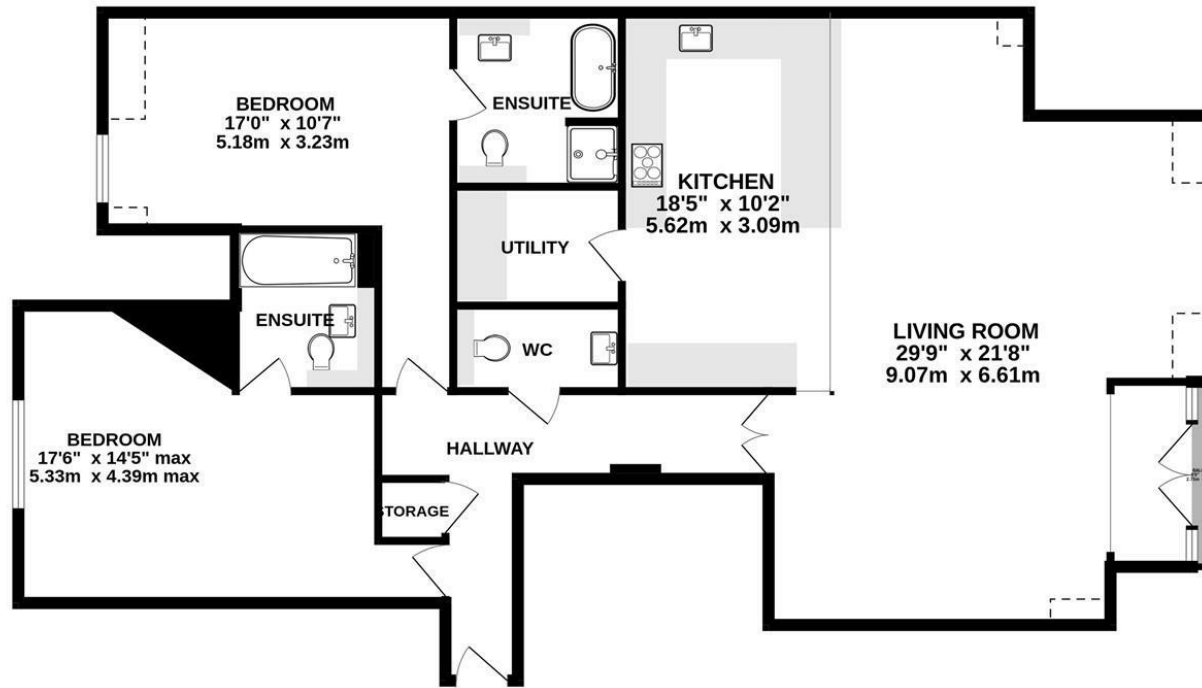 BEDROOM
17'0" x 10'7"
5.18m x 3.23m
ENSUITE
KITCHEN
18'5" x 10'2"
5.62m x 3.09m
UTILITY
ENSUITE
WC
LIVING ROOM
29'9" x 21'8"
9.07m x 6.61m
BEDROOM
17'6" x 14'5" max
5.33m x 4.39m max
HALLWAY
STORAGE